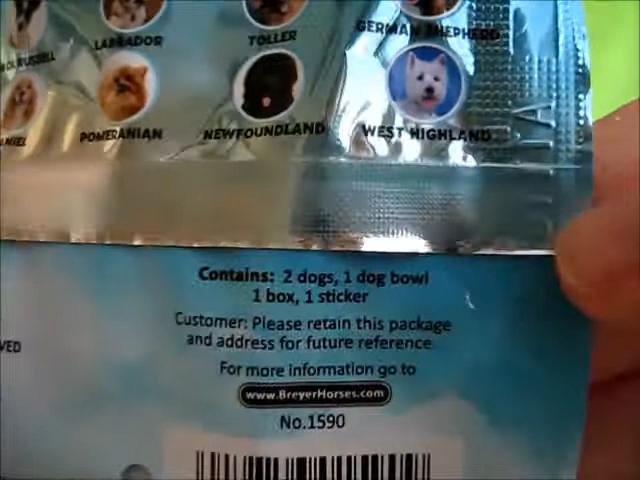 LABRADOR
TOLLER
GERMAN SHEPHERD
RUSSELL
POMERANIAN
NEWFOUNDLAND
WEST HIGHLAND
Contains: 2 dogs, 1 dog bowl
1 box, 1 sticker
Customer: Please retain this package
and address for future reference
For more information go to
www.BreyerHorses.com
No.1590